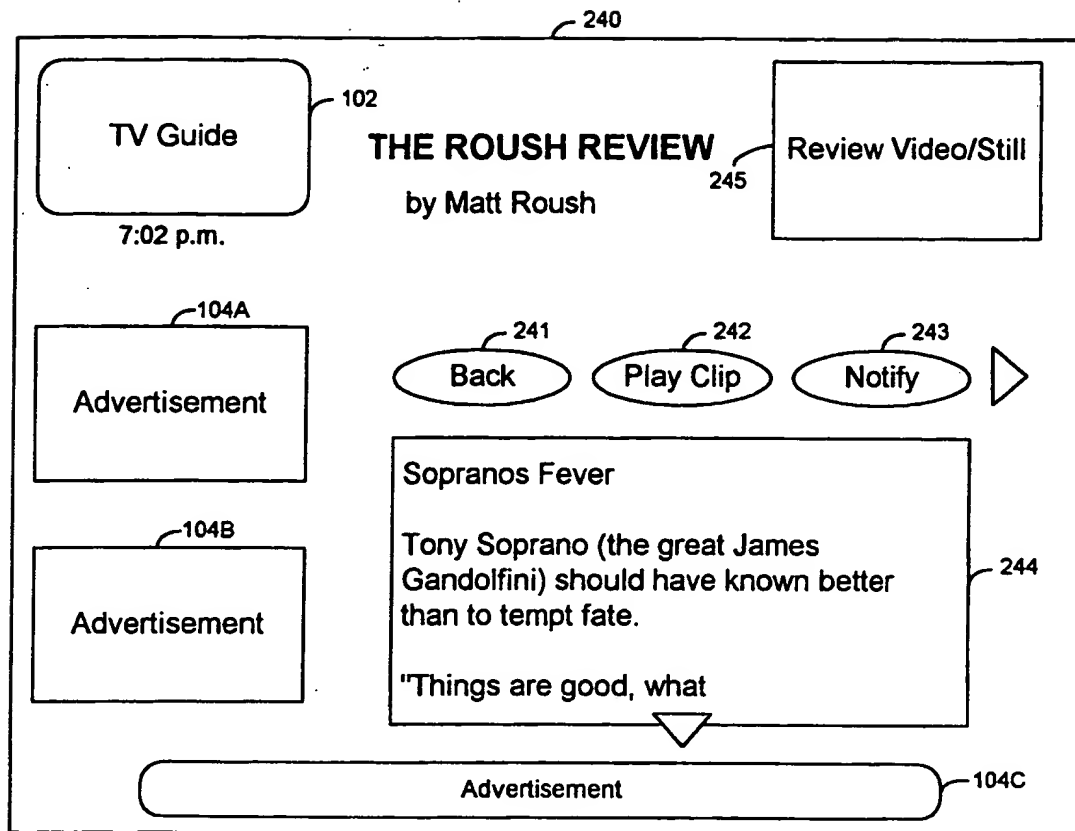 240
TV Guide
102
7:02 p.m.
THE ROUSH REVIEW
by Matt Roush
245
Review Video/Still
104A
Advertisement
104B
Advertisement
241
Back
242
Play Clip
243
Notify
Sopranos Fever
Tony Soprano (the great James
Gandolfini) should have known better
than to tempt fate.
"Things are good, what
244
Advertisement
104C